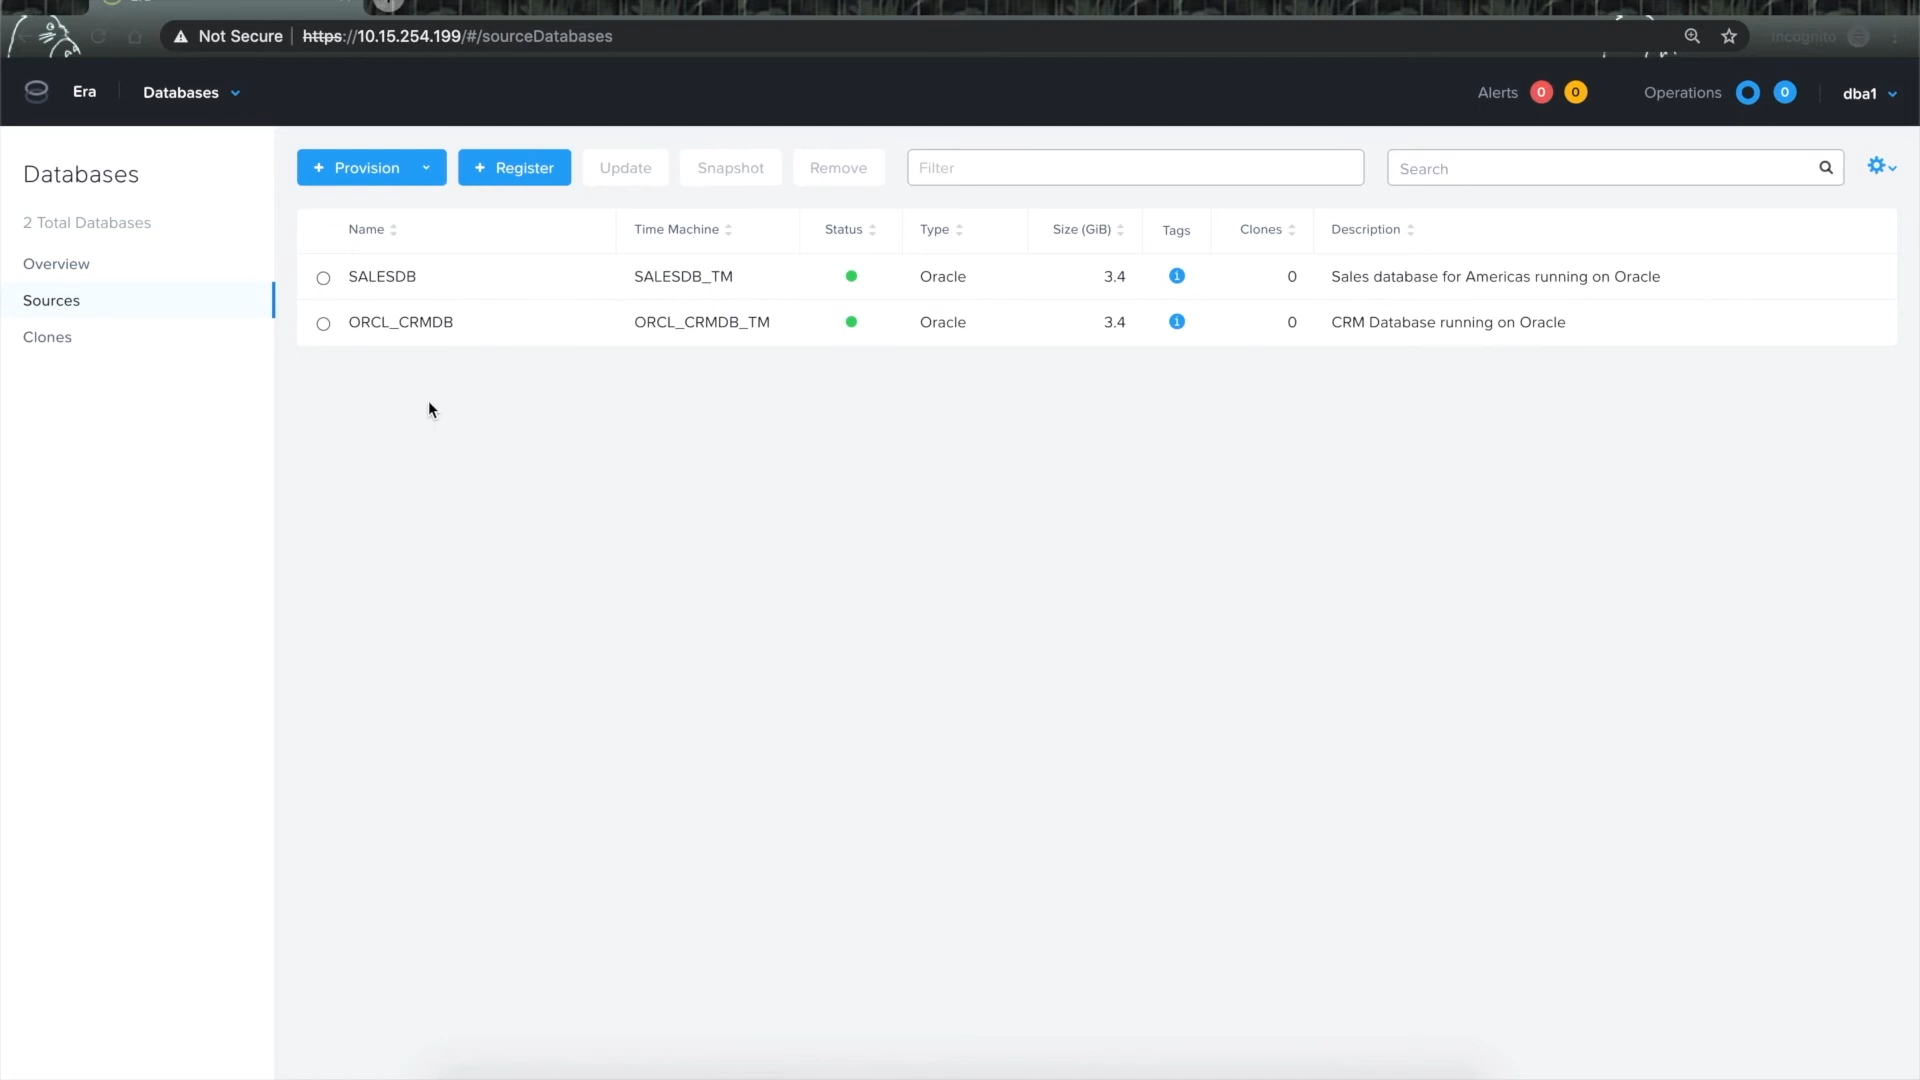 Not Secure | https://10.15.254.199/#/sourceDatabases
Incognito
Era
Databases
Alerts 0 0
Operations 0
dba1
Databases
2 Total Databases
Overview
Sources
Clones
+ Provision
+ Register
Update
Snapshot
Remove
Filter
Search
Name Time Machine Status Type Size (GiB) Tags Clones Description
SALESDB SALESDB_TM Oracle 3.4 0 Sales database for Americas running on Oracle
ORCL_CRMDB ORCL_CRMDB_TM Oracle 3.4 0 CRM Database running on Oracle